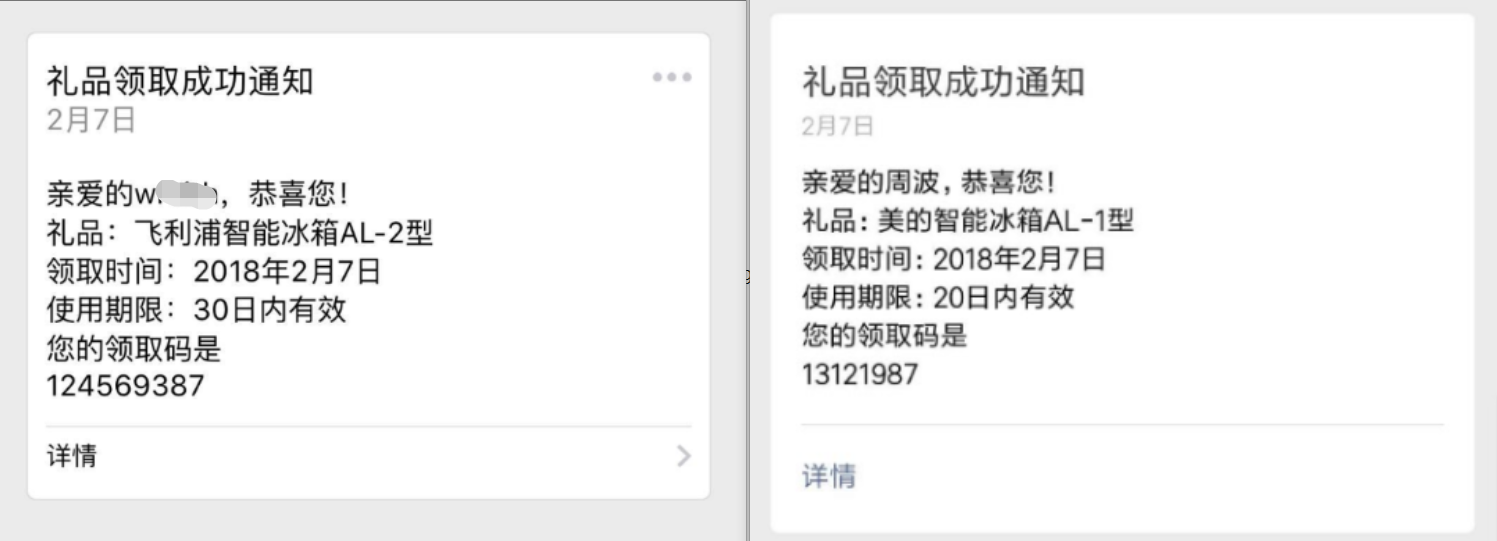 礼品领取成功通知
2月7日
亲爱的w，恭喜您！
礼品：飞利浦智能冰箱AL-2型
领取时间：2018年2月7日
使用期限：30日内有效
您的领取码是
124569387
详情
礼品领取成功通知
2月7日
亲爱的周波，恭喜您！
礼品：美的智能冰箱AL-1型
领取时间：2018年2月7日
使用期限：20日内有效
您的领取码是
13121987
详情